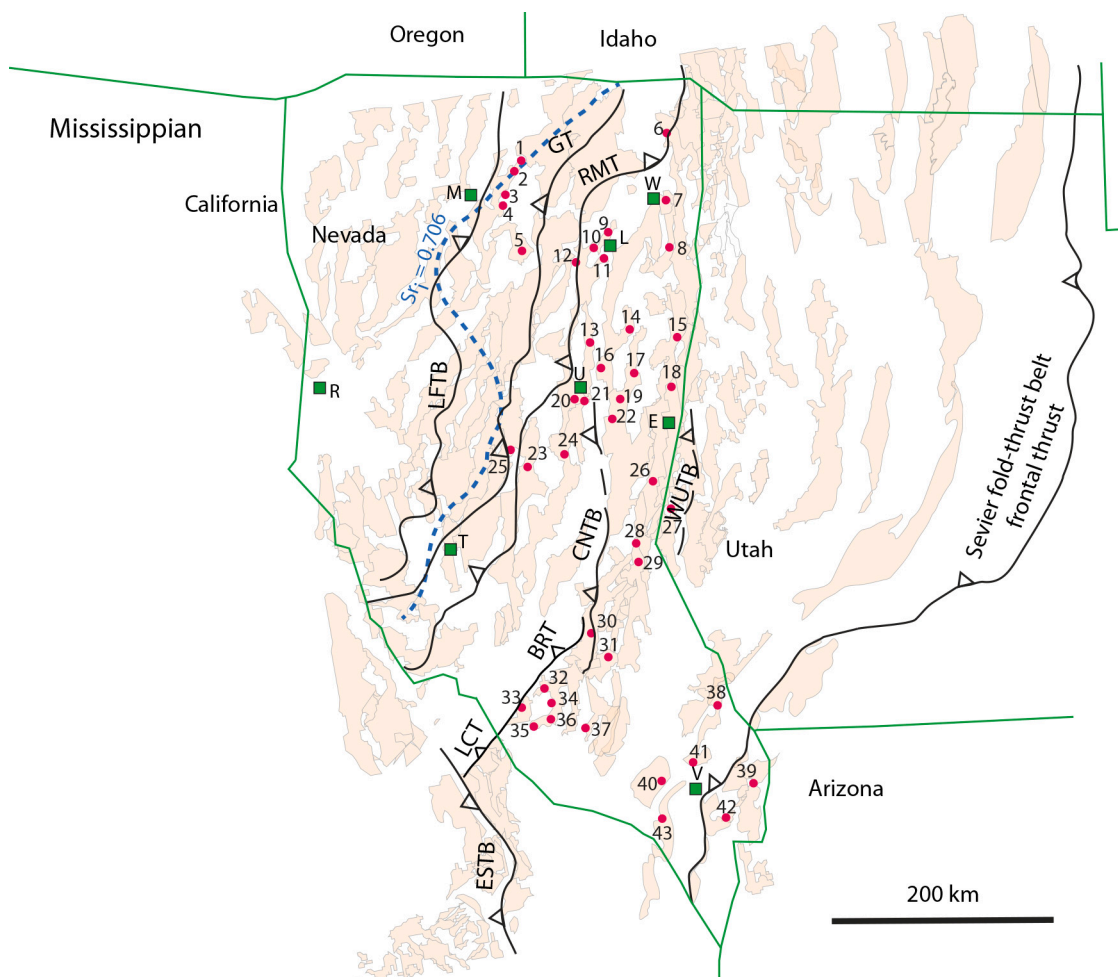 Oregon
Idaho
Mississippian
California
Nevada
Utah
Arizona
Sri = 0.706
GT
RMT
LFTB
CNTB
WUTB
BRT
LCT
ESTB
Sevier fold-thrust belt
frontal thrust
M
W
L
R
U
E
T
V
1
2
3
4
5
6
7
8
9
10
11
12
13
14
15
16
17
18
19
20
21
22
23
24
25
26
27
28
29
30
31
32
33
34
35
36
37
38
39
40
41
42
43
200 km